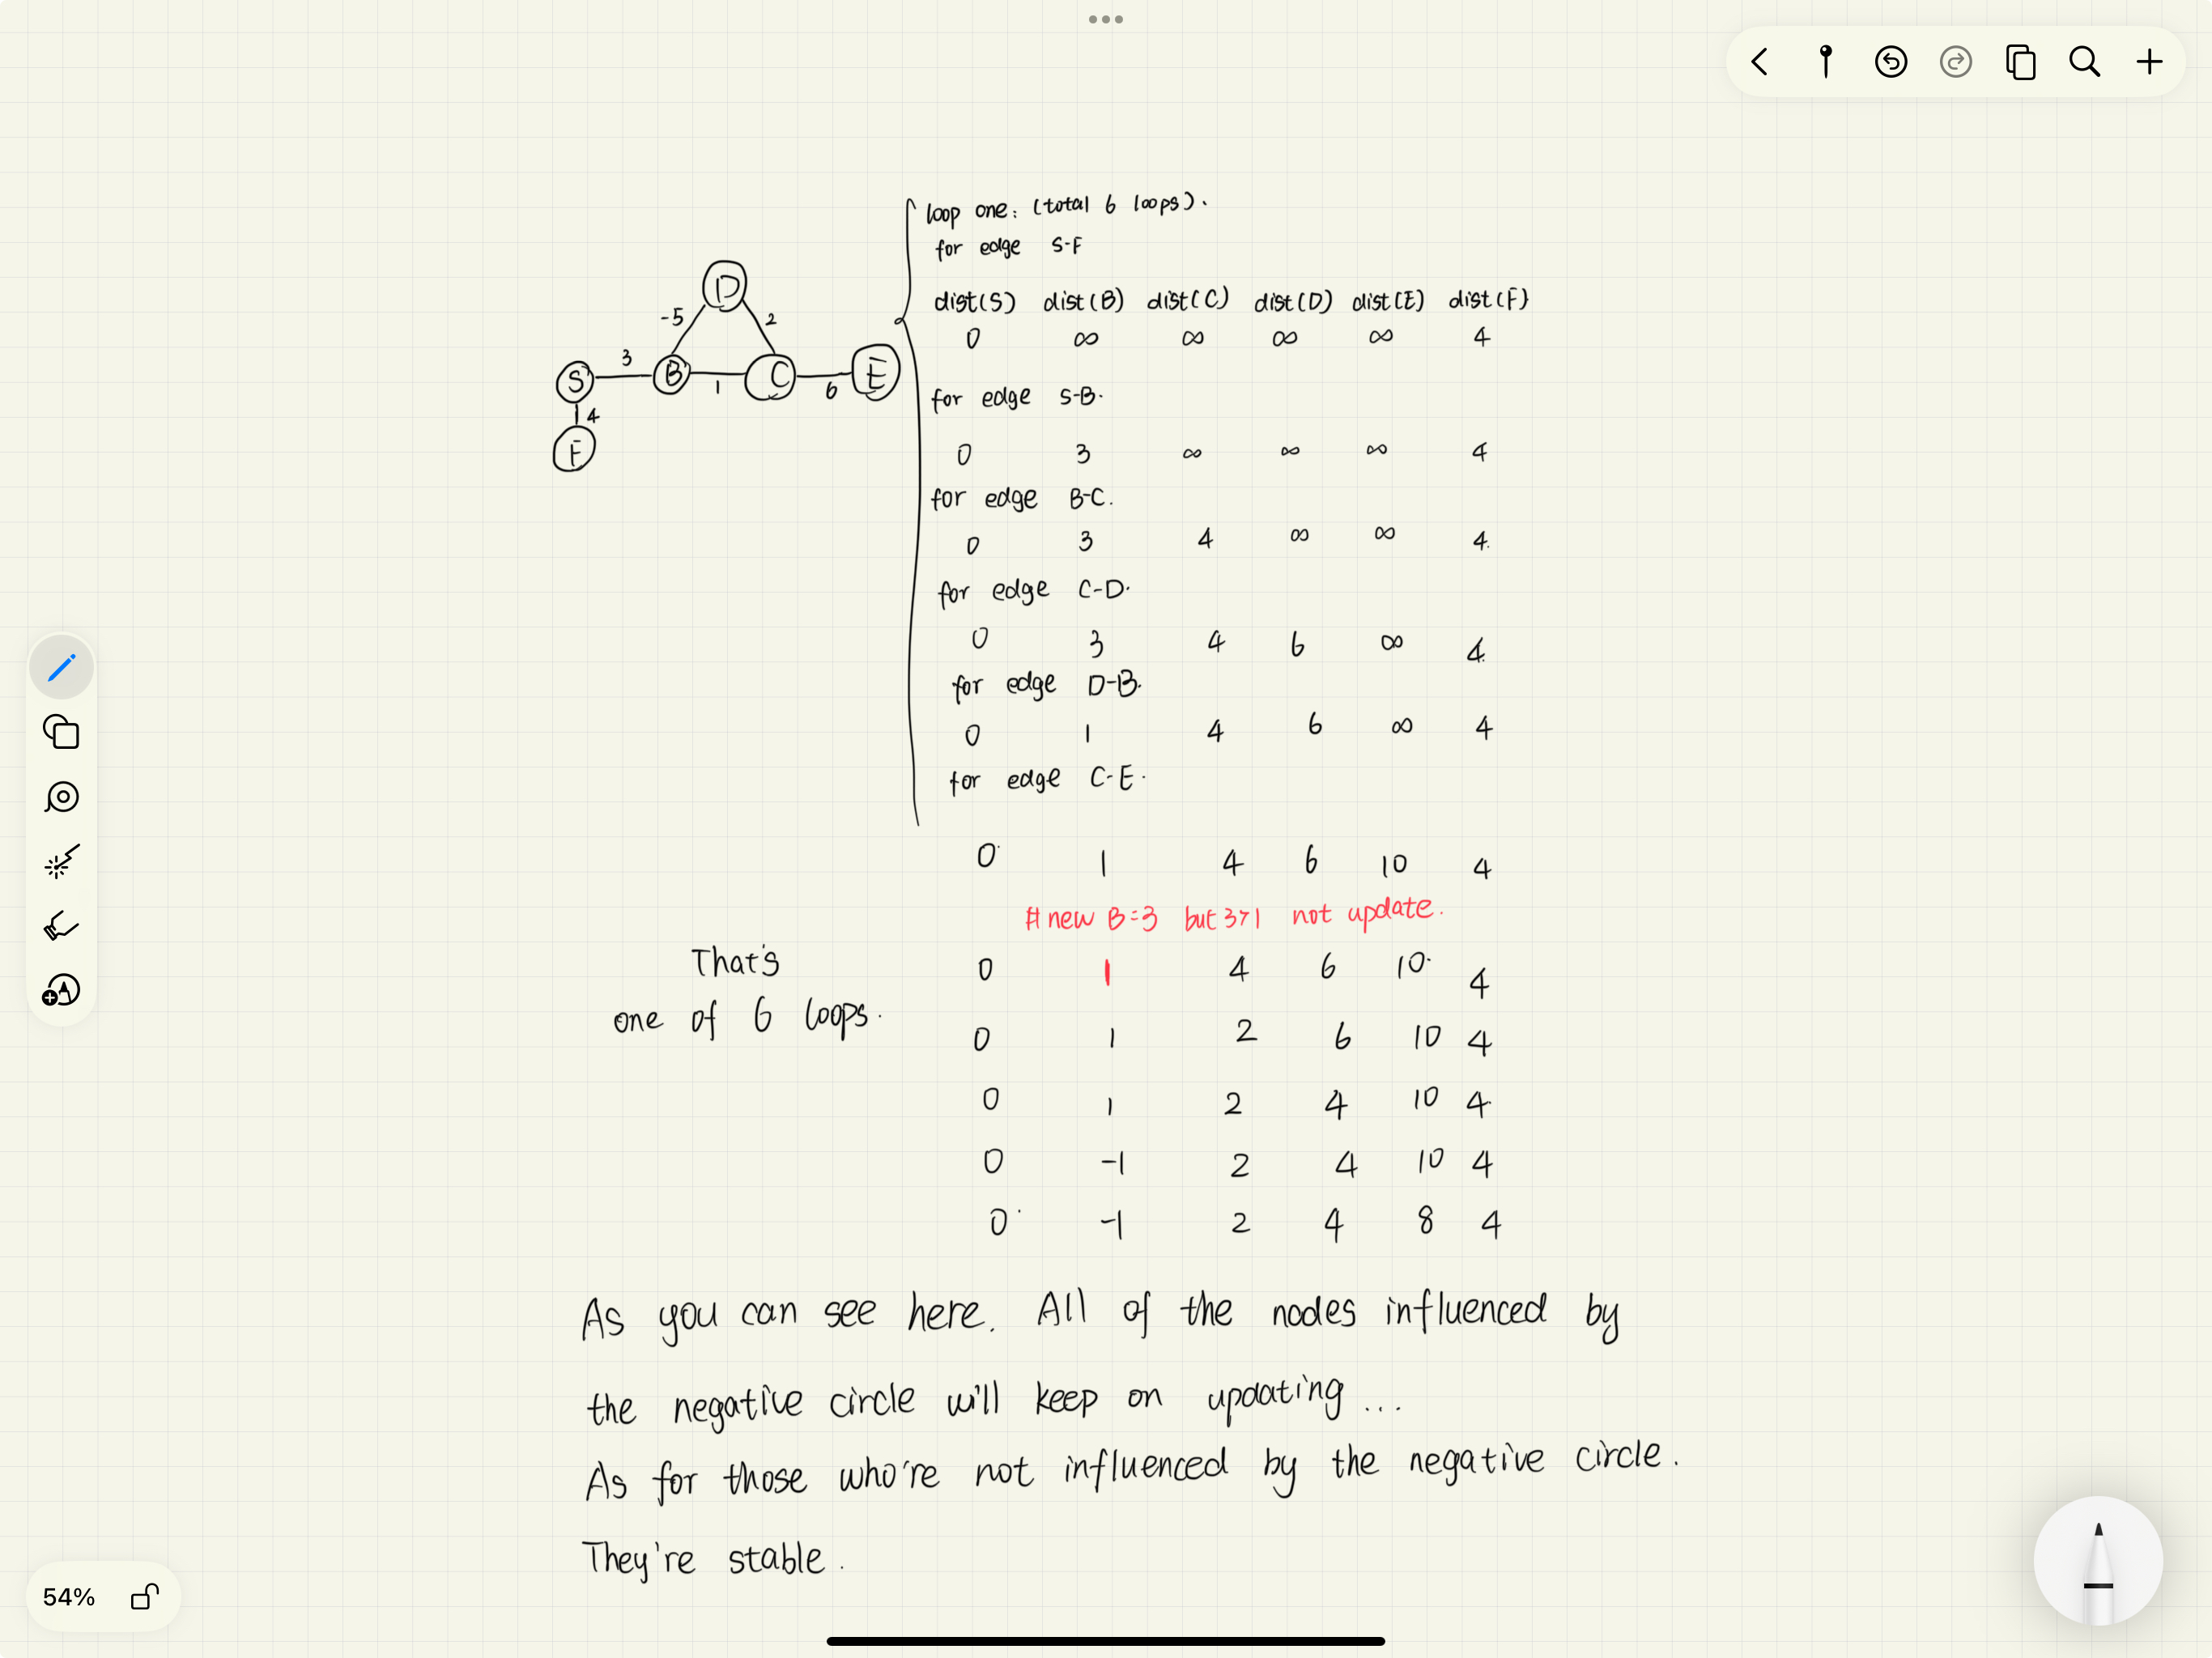 loop one: (total 6 loops).
for edge S-F
dist(S) dist(B) dist(C) dist(D) dist(E) dist(F)
0 ∞ ∞ ∞ ∞ 4
for edge S-B.
0 3 ∞ ∞ ∞ 4
for edge B-C.
0 3 4 ∞ ∞ 4.
for edge C-D.
0 3 4 6 ∞ 4.
for edge D-B.
0 1 4 6 ∞ 4
for edge C-E.
0 1 4 6 10 4
# new B=3 but 3>1 not update.
0 1 4 6 10 4
0 1 2 6 10 4
0 1 2 4 10 4
0 -1 2 4 10 4
0 -1 2 4 8 4
D
-5 2
3
S B C E
1 6
4
F
That's
one of 6 loops.
As you can see here. All of the nodes influenced by
the negative circle will keep on updating...
As for those who're not influenced by the negative circle.
They're stable.
54%